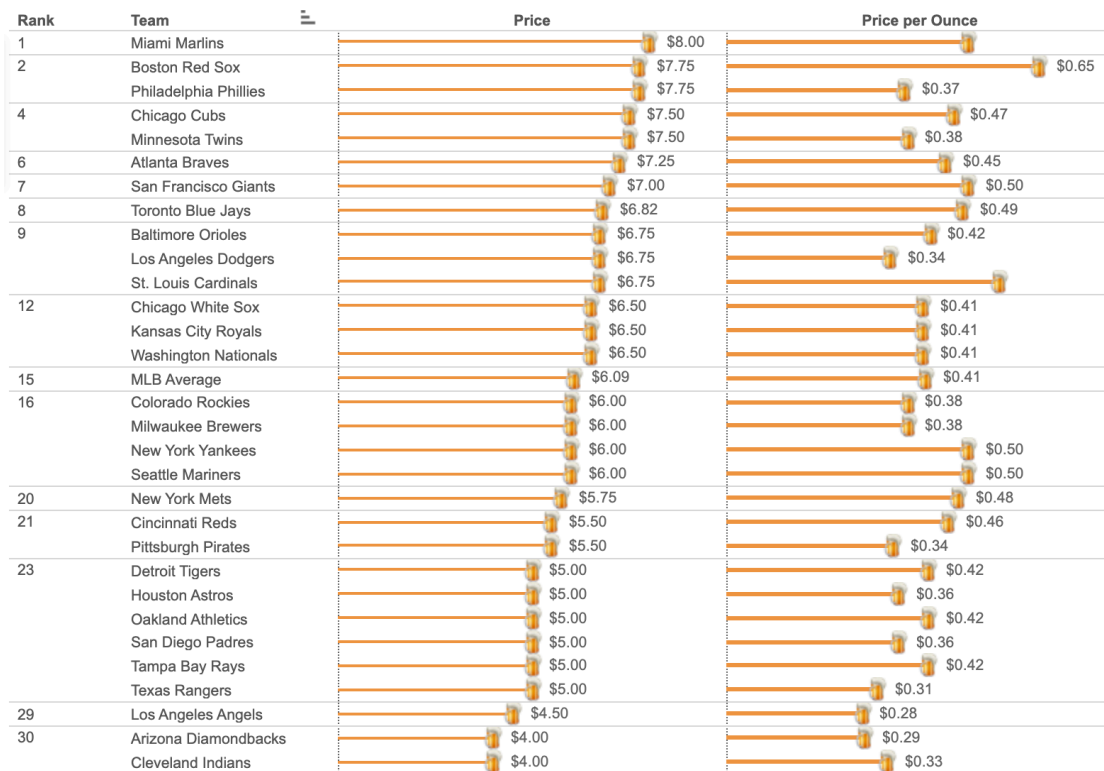 Rank Team Price Price per Ounce
1 Miami Marlins $8.00
2 Boston Red Sox $7.75 $0.65
Philadelphia Phillies $7.75 $0.37
4 Chicago Cubs $7.50 $0.47
Minnesota Twins $7.50 $0.38
6 Atlanta Braves $7.25 $0.45
7 San Francisco Giants $7.00 $0.50
8 Toronto Blue Jays $6.82 $0.49
9 Baltimore Orioles $6.75 $0.42
Los Angeles Dodgers $6.75 $0.34
St. Louis Cardinals $6.75
12 Chicago White Sox $6.50 $0.41
Kansas City Royals $6.50 $0.41
Washington Nationals $6.50 $0.41
15 MLB Average $6.09 $0.41
16 Colorado Rockies $6.00 $0.38
Milwaukee Brewers $6.00 $0.38
New York Yankees $6.00 $0.50
Seattle Mariners $6.00 $0.50
20 New York Mets $5.75 $0.48
21 Cincinnati Reds $5.50 $0.46
Pittsburgh Pirates $5.50 $0.34
23 Detroit Tigers $5.00 $0.42
Houston Astros $5.00 $0.36
Oakland Athletics $5.00 $0.42
San Diego Padres $5.00 $0.36
Tampa Bay Rays $5.00 $0.42
Texas Rangers $5.00 $0.31
29 Los Angeles Angels $4.50 $0.28
30 Arizona Diamondbacks $4.00 $0.29
Cleveland Indians $4.00 $0.33